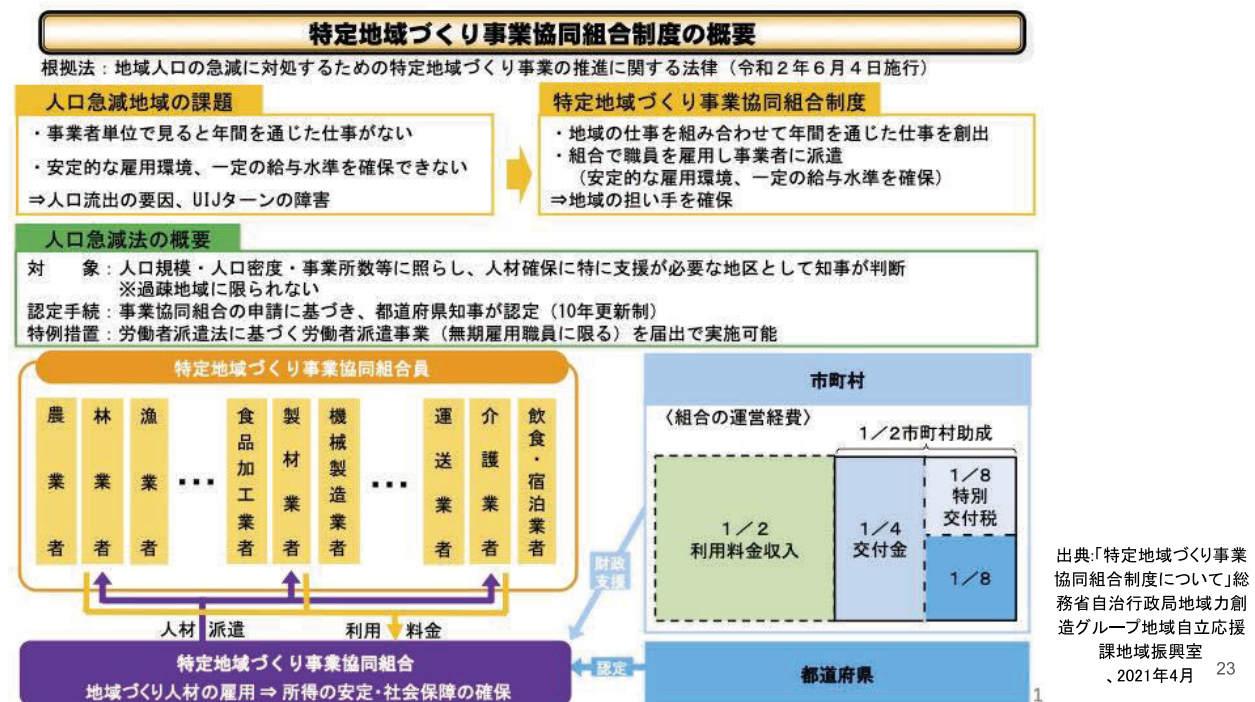 特定地域づくり事業協同組合制度の概要
根拠法：地域人口の急減に対処するための特定地域づくり事業の推進に関する法律（令和２年６月４日施行）
人口急減地域の課題
・事業者単位で見ると年間を通じた仕事がない
・安定的な雇用環境、一定の給与水準を確保できない
⇒人口流出の要因、UIJターンの障害
特定地域づくり事業協同組合制度
・地域の仕事を組み合わせて年間を通じた仕事を創出
・組合で職員を雇用し事業者に派遣
（安定的な雇用環境、一定の給与水準を確保）
⇒地域の担い手を確保
人口急減法の概要
対　　象：人口規模・人口密度・事業所数等に照らし、人材確保に特に支援が必要な地区として知事が判断
※過疎地域に限られない
認定手続：事業協同組合の申請に基づき、都道府県知事が認定（10年更新制）
特例措置：労働者派遣法に基づく労働者派遣事業（無期雇用職員に限る）を届出で実施可能
特定地域づくり事業協同組合員
農業者
林業者
漁業者
…
食品加工業者
製材業者
機械製造業者
…
運送業者
介護業者
飲食・宿泊業者
人材派遣
利用料金
特定地域づくり事業協同組合
地域づくり人材の雇用⇒所得の安定・社会保障の確保
財政
支援
認定
市町村
〈組合の運営経費〉
１／２市町村助成
１／２
利用料金収入
１／４
交付金
１／８
特別
交付税
１／８
都道府県
1
出典:｢特定地域づくり事業
協同組合制度について｣総
務省自治行政局地域力創
造グループ地域自立応援
課地域振興室
、2021年4月
23